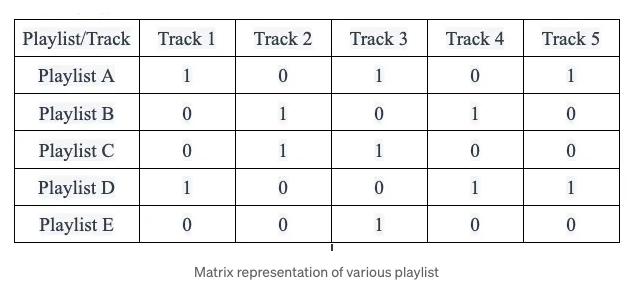 Playlist/Track Track 1 Track 2 Track 3 Track 4 Track 5
Playlist A 1 0 1 0 1
Playlist B 0 1 0 1 0
Playlist C 0 1 1 0 0
Playlist D 1 0 0 1 1
Playlist E 0 0 1 0 0
Matrix representation of various playlist